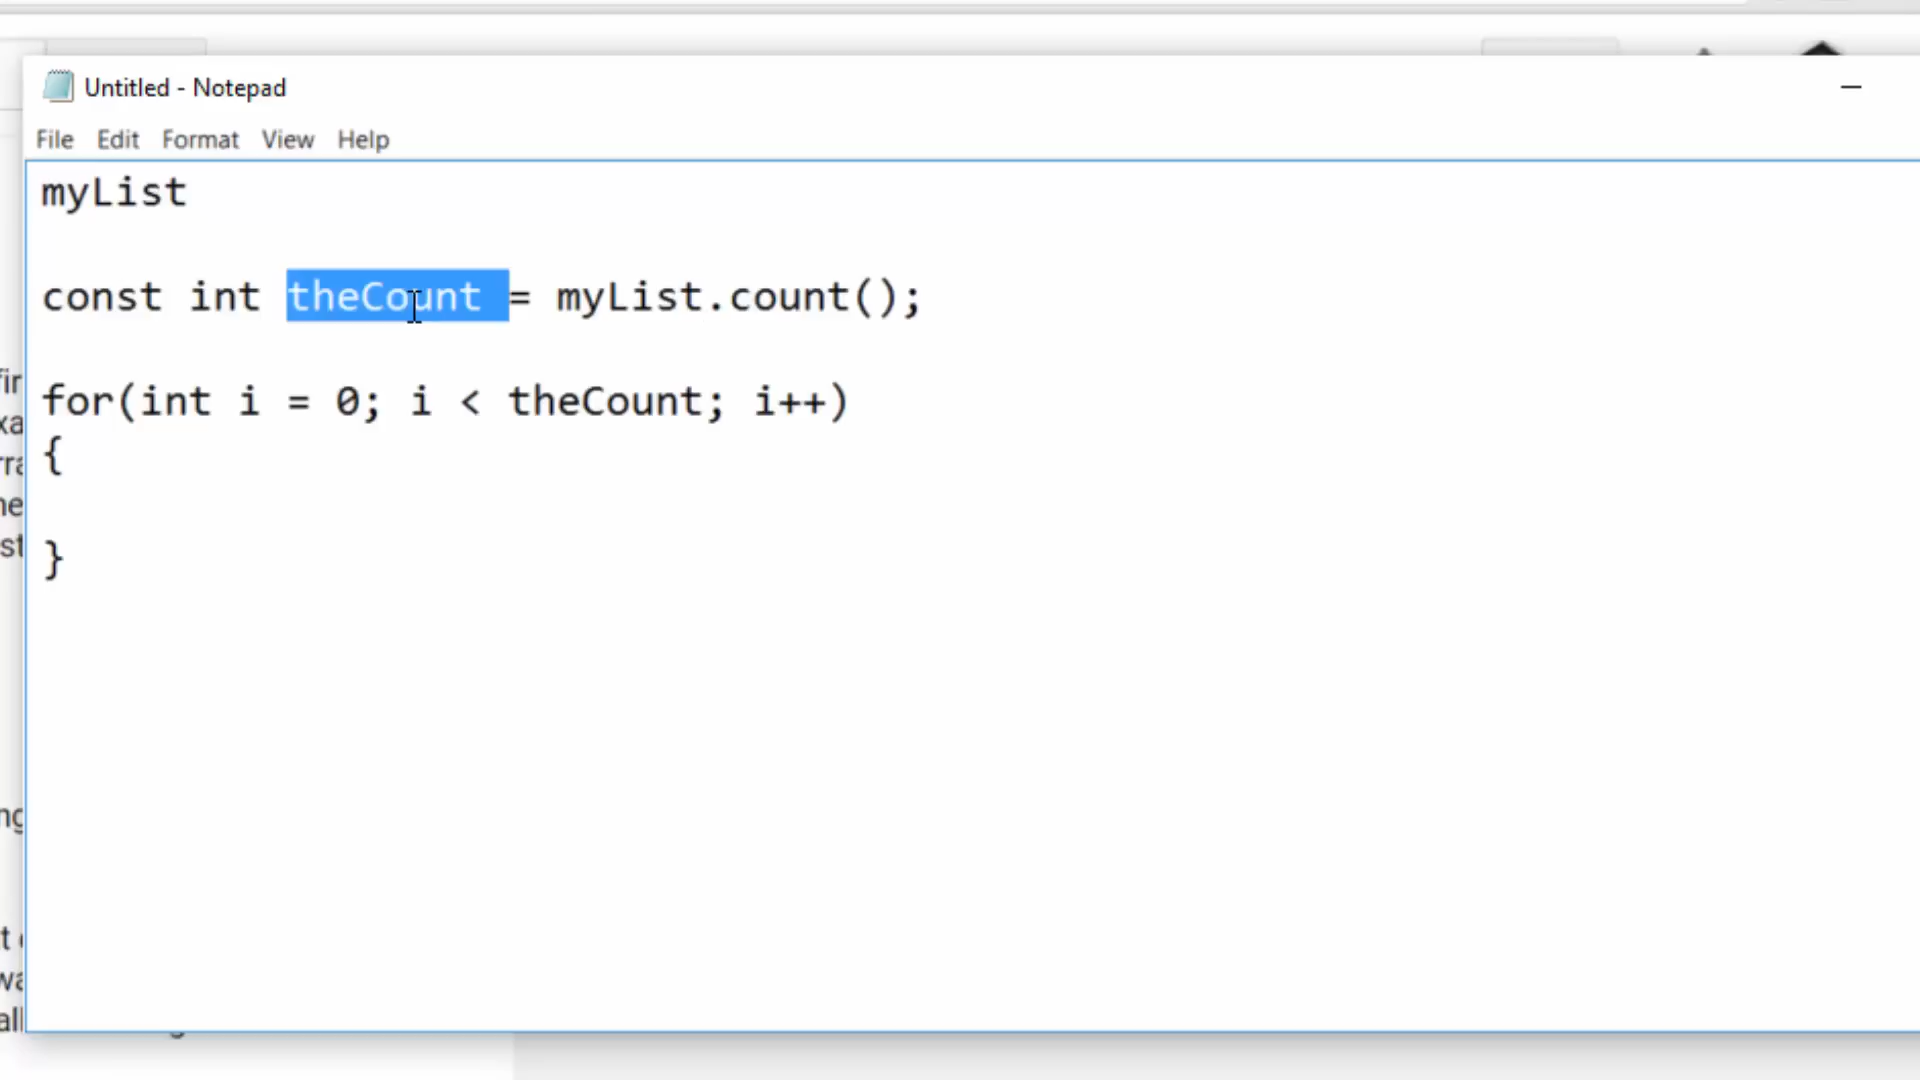 Untitled - Notepad
File Edit Format View Help
myList
const int theCount = myList.count();
for(int i = 0; i < theCount; i++)
{
}